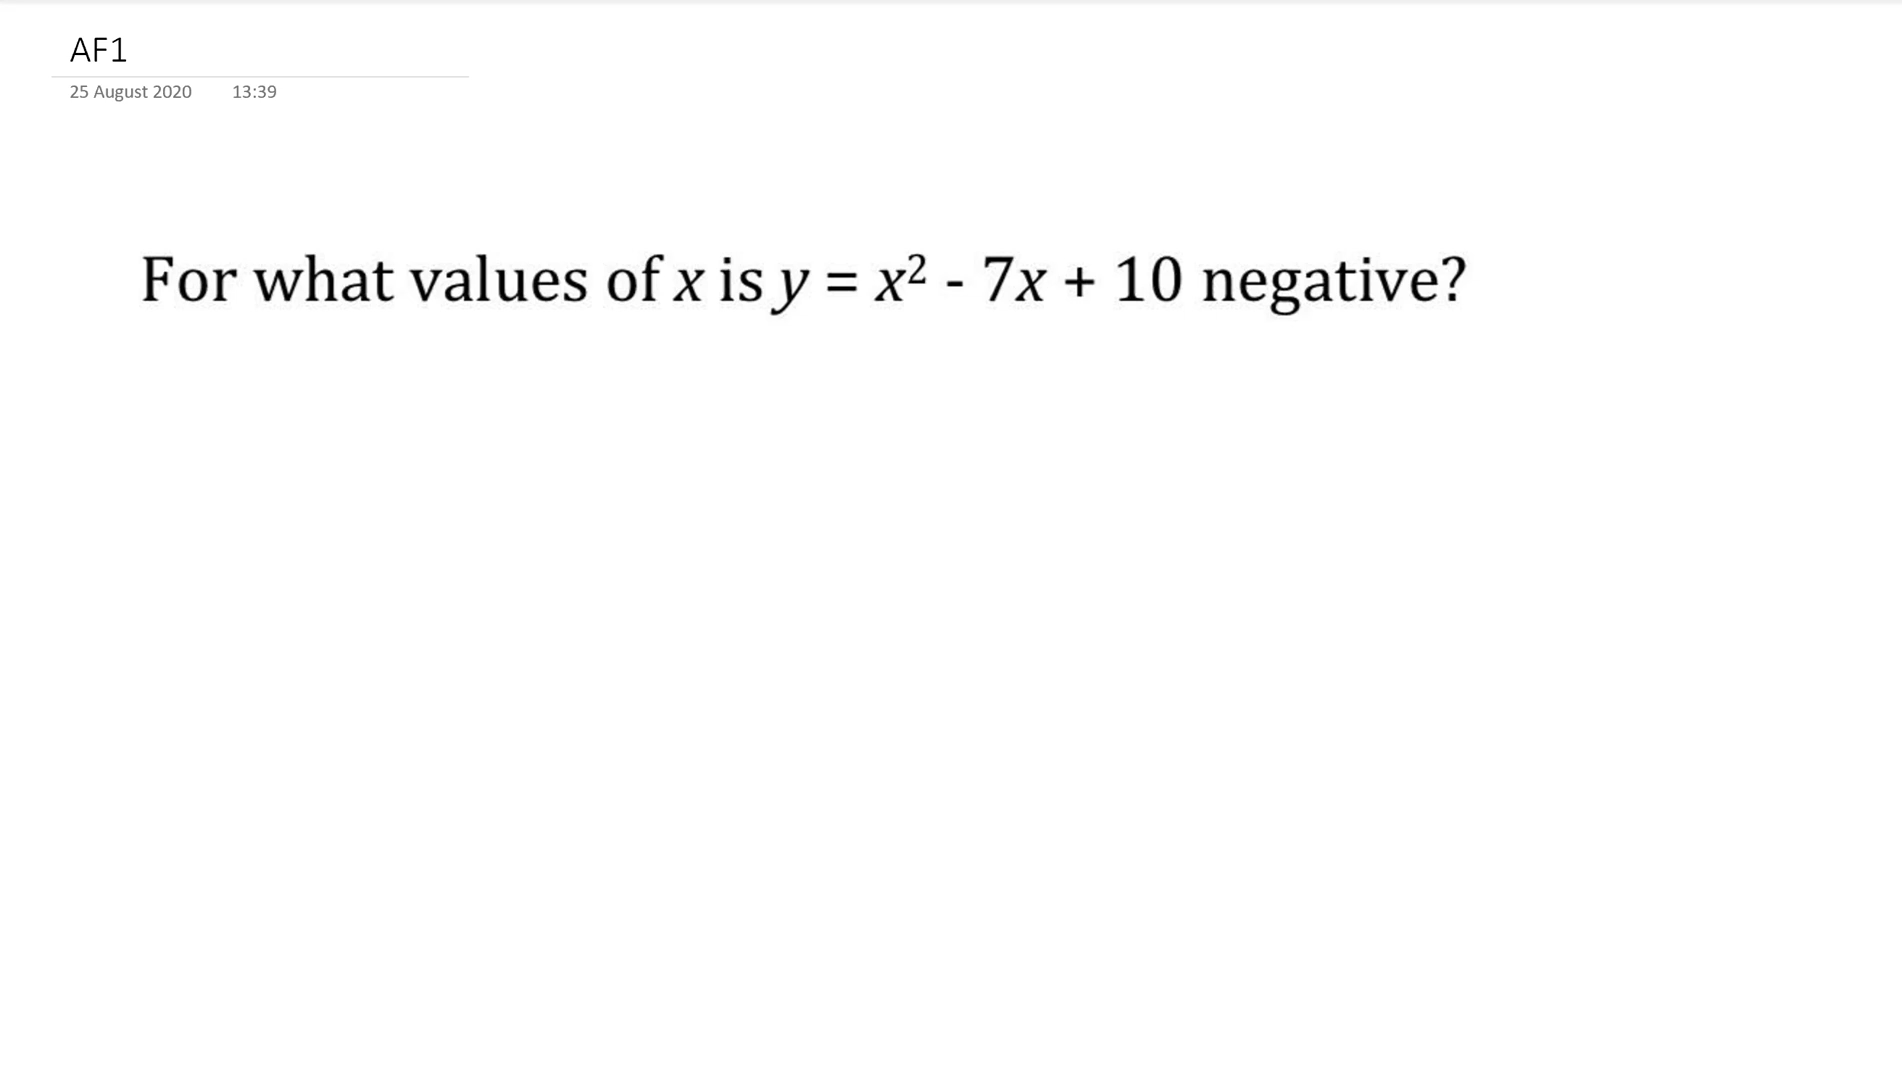 AF1
25 August 2020 13:39
For what values of x is y = x² - 7x + 10 negative?